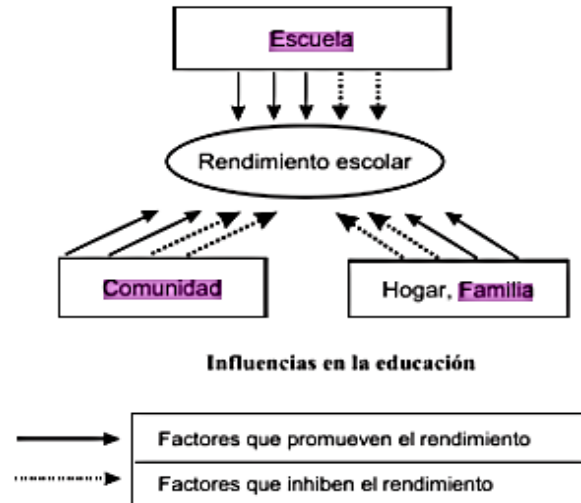 Escuela
Rendimiento escolar
Comunidad
Hogar, Familia
Influencias en la educación
Factores que promueven el rendimiento
Factores que inhiben el rendimiento